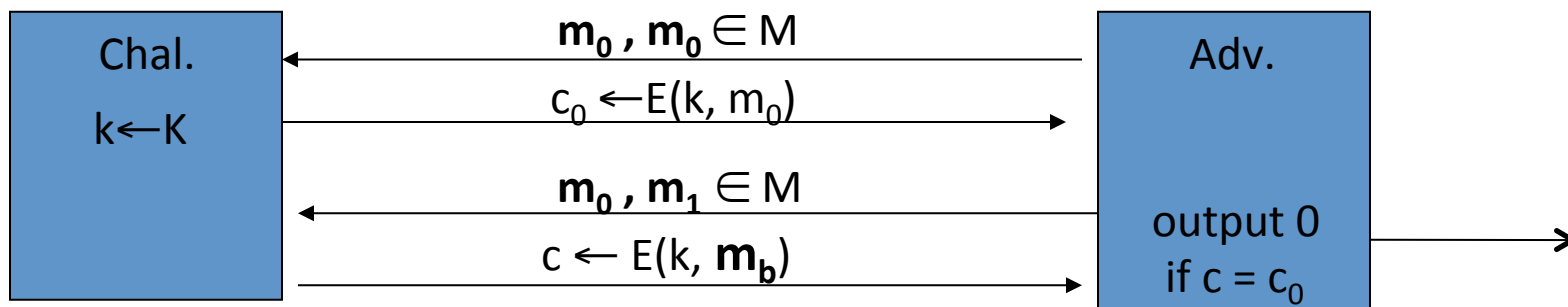 Chal.
k←K
m₀ , m₀ ∈ M
c₀ ←E(k, m₀)
m₀ , m₁ ∈ M
c ← E(k, m_b)
Adv.
output 0
if c = c₀